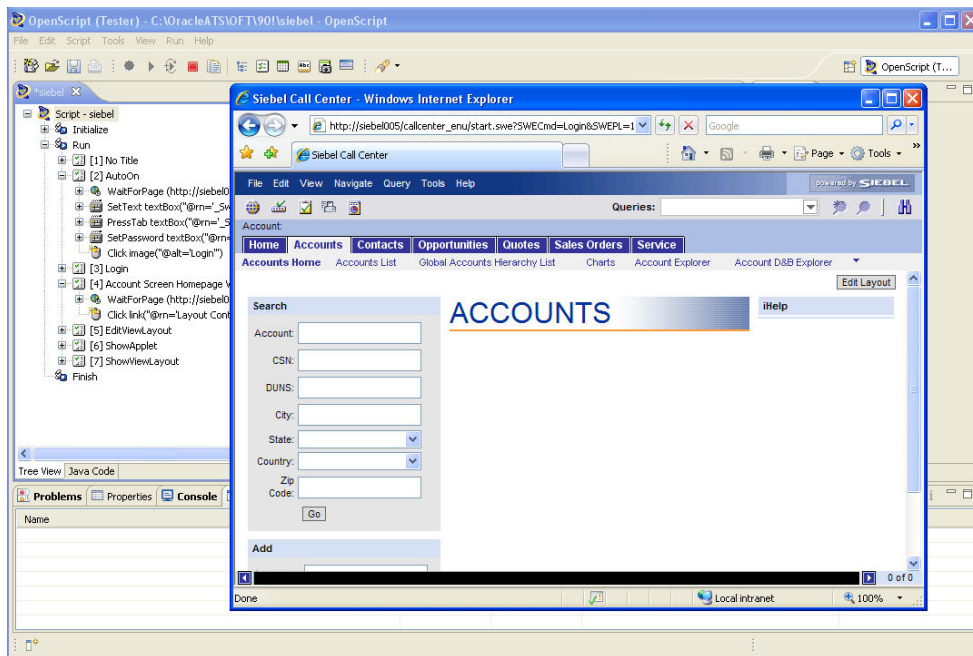 OpenScript (Tester) - C:\OracleATS\OFT\90!\siebel - OpenScript
File Edit Script Tools View Run Help
OpenScript (T...
*siebel
Script - siebel
Initialize
Run
[1] No Title
[2] AutoOn
WaitForPage (http://siebel0
SetText textBox("@rn='_Sw
PressTab textBox("@rn='_S
SetPassword textBox("@rn=
Click image("@alt='Login'")
[3] Login
[4] Account Screen Homepage V
WaitForPage (http://siebel0
Click link("@rn='Layout Cont
[5] EditViewLayout
[6] ShowApplet
[7] ShowViewLayout
Finish
Tree View Java Code
Problems Properties Console
Name
Siebel Call Center - Windows Internet Explorer
http://siebel005/callcenter_enu/start.swe?SWECmd=Login&SWEPL=1
Google
Siebel Call Center
Page Tools »
File Edit View Navigate Query Tools Help
powered by SIEBEL
Queries:
Account:
Home Accounts Contacts Opportunities Quotes Sales Orders Service
Accounts Home Accounts List Global Accounts Hierarchy List Charts Account Explorer Account D&B Explorer
Edit Layout
Search
ACCOUNTS
iHelp
Account:
CSN:
DUNS:
City:
State:
Country:
Zip
Code:
Go
Add
0 of 0
Done
Local intranet
100%